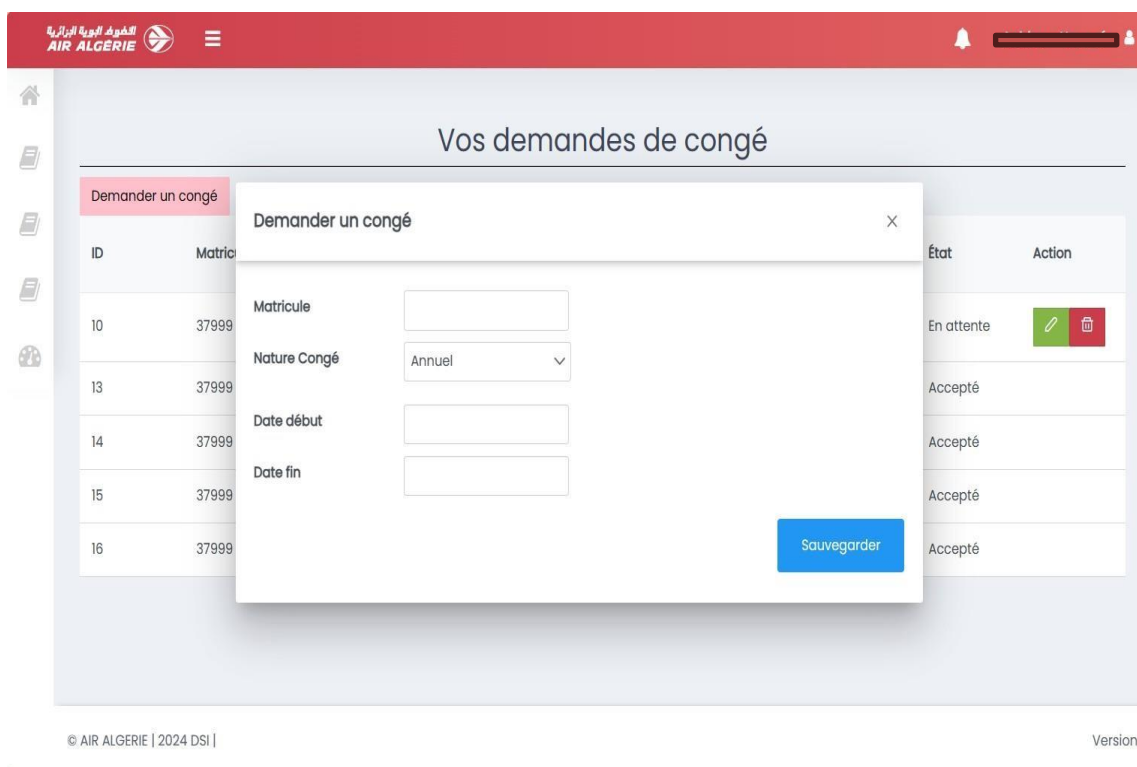 الخطوط الجوية الجزائرية
AIR ALGÉRIE
Vos demandes de congé
Demander un congé
ID Matricu État Action
10 37999 En attente
13 37999 Accepté
14 37999 Accepté
15 37999 Accepté
16 37999 Accepté
Demander un congé X
Matricule
Nature Congé Annuel
Date début
Date fin
Sauvegarder
© AIR ALGERIE | 2024 DSI | Version